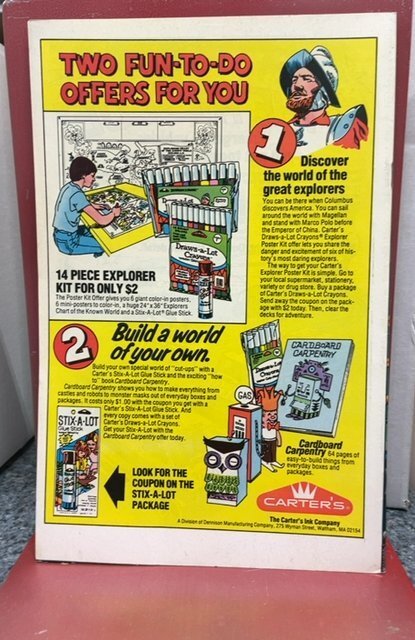 TWO FUN-TO-DO
OFFERS FOR YOU
1
Discover
the world of the
great explorers
You can be there when Columbus
discovers America. You can sail
around the world with Magellan
and stand with Marco Polo before
the Emperor of China. Carter's
Draws-a-Lot Crayons® Explorer
Poster Kit offer lets you share the
danger and excitement of six of his-
tory's most daring explorers.
The way to get your Carter's
Explorer Poster Kit is simple. Go to
your local supermarket, stationery,
variety or drug store. Buy a package
of Carter's Draws-a-Lot Crayons.
Send away the coupon on the pack-
age with $2 today. Then, clear the
decks for adventure.
Draws-a-Lot
Crayons
14 PIECE EXPLORER
KIT FOR ONLY $2
The Poster Kit Offer gives you 6 giant color-in posters,
6 mini-posters to color-in, a huge 24" x 36" Explorers
Chart of the Known World and a Stix-A-Lot® Glue Stick.
2
Build a world
of your own.
Build your own special world of "cut-ups" with a
Carter's Stix-A-Lot Glue Stick and the exciting "how
to" book Cardboard Carpentry.
Cardboard Carpentry shows you how to make everything from
castles and robots to monster masks out of everyday boxes and
packages. It costs only $1.00 with the coupon you get with a
Carter's Stix-A-Lot Glue Stick. And
every copy comes with a set of
Carter's Draws-a-Lot Crayons.
Get your Stix-A-Lot with the
Cardboard Carpentry offer today.
STIX-A-LOT
Glue Stick
GAS
CARDBOARD
CARPENTRY
Cardboard
Carpentry 64 pages of
easy-to-build things from
everyday boxes and
packages.
LOOK FOR THE
COUPON ON THE
STIX-A-LOT
PACKAGE
CARTER'S®
The Carter's Ink Company
A Division of Dennison Manufacturing Company, 275 Wyman Street, Waltham, MA 02154